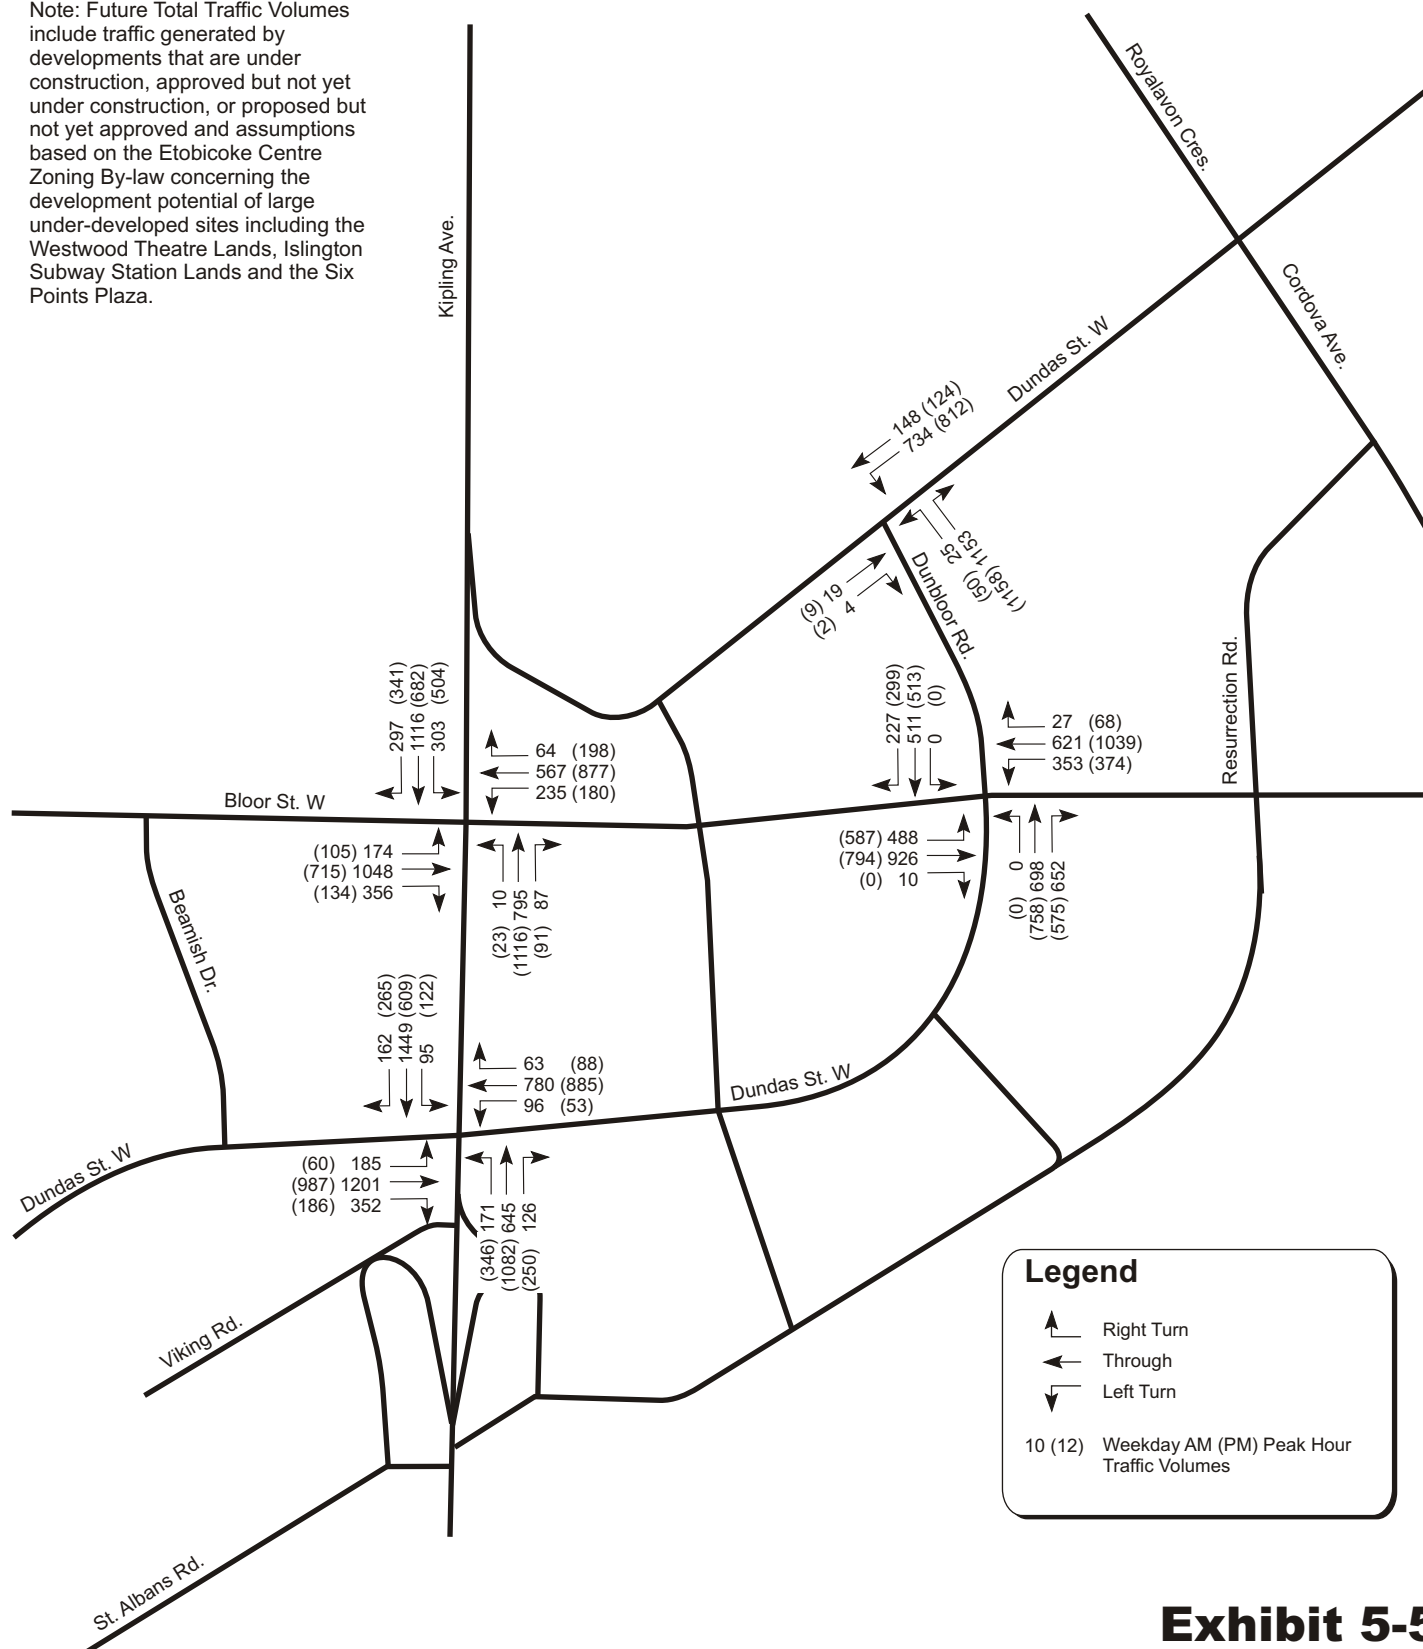 Note: Future Total Traffic Volumes
include traffic generated by
developments that are under
construction, approved but not yet
under construction, or proposed but
not yet approved and assumptions
based on the Etobicoke Centre
Zoning By-law concerning the
development potential of large
under-developed sites including the
Westwood Theatre Lands, Islington
Subway Station Lands and the Six
Points Plaza.
Kipling Ave.
Royalavon Cres.
Cordova Ave.
Dundas St. W
148 (124)
734 (812)
(1158) 1153
(50) 25
(9) 19
(2) 4
Dunbloor Rd.
Resurrection Rd.
297 (341)
1116 (682)
303 (504)
64 (198)
567 (877)
235 (180)
Bloor St. W
(105) 174
(715) 1048
(134) 356
(23) 10
(1116) 795
(91) 87
227 (299)
511 (513)
0 (0)
27 (68)
621 (1039)
353 (374)
(587) 488
(794) 926
(0) 10
(0) 0
(758) 698
(575) 652
Beamish Dr.
162 (265)
1449 (609)
95 (122)
63 (88)
780 (885)
96 (53)
Dundas St. W
Dundas St. W
(60) 185
(987) 1201
(186) 352
(346) 171
(1082) 645
(250) 126
Viking Rd.
St. Albans Rd.
Legend
Right Turn
Through
Left Turn
10 (12) Weekday AM (PM) Peak Hour
Traffic Volumes
Exhibit 5-5